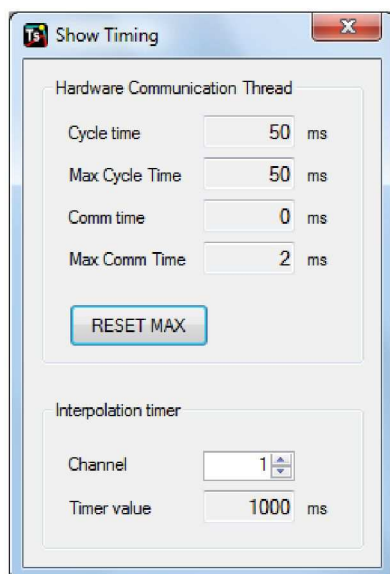 Ts Show Timing
Hardware Communication Thread
Cycle time 50 ms
Max Cycle Time 50 ms
Comm time 0 ms
Max Comm Time 2 ms
RESET MAX
Interpolation timer
Channel 1
Timer value 1000 ms